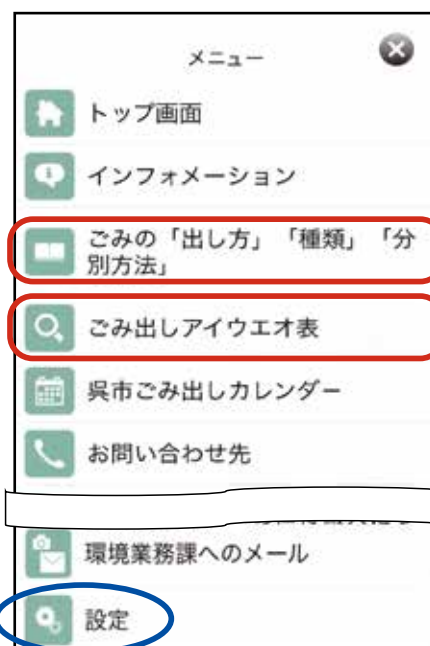 メニュー
トップ画面
インフォメーション
ごみの「出し方」「種類」「分
別方法」
ごみ出しアイウエオ表
呉市ごみ出しカレンダー
お問い合わせ先
環境業務課へのメール
設定